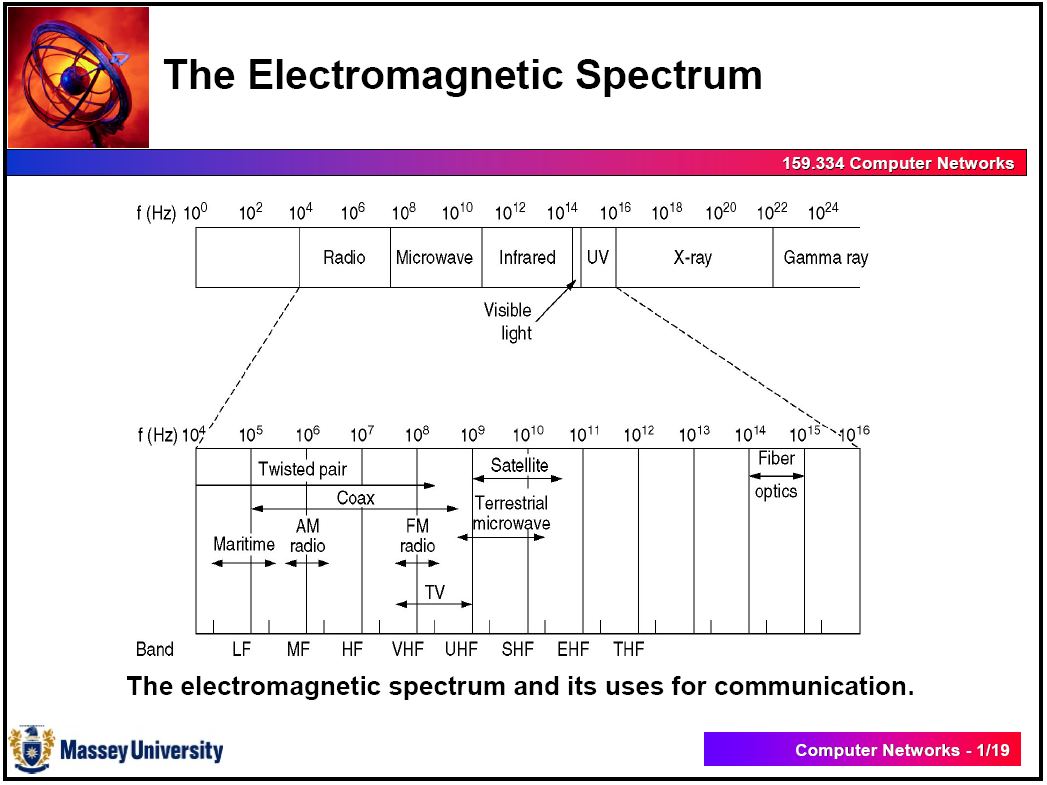 The Electromagnetic Spectrum
159.334 Computer Networks
f (Hz) 10^0 10^2 10^4 10^6 10^8 10^10 10^12 10^14 10^16 10^18 10^20 10^22 10^24
Radio Microwave Infrared UV X-ray Gamma ray
Visible
light
f (Hz) 10^4 10^5 10^6 10^7 10^8 10^9 10^10 10^11 10^12 10^13 10^14 10^15 10^16
Twisted pair Satellite Fiber
Coax Terrestrial optics
microwave
Maritime AM FM
radio radio
TV
Band LF MF HF VHF UHF SHF EHF THF
The electromagnetic spectrum and its uses for communication.
Massey University
Computer Networks - 1/19